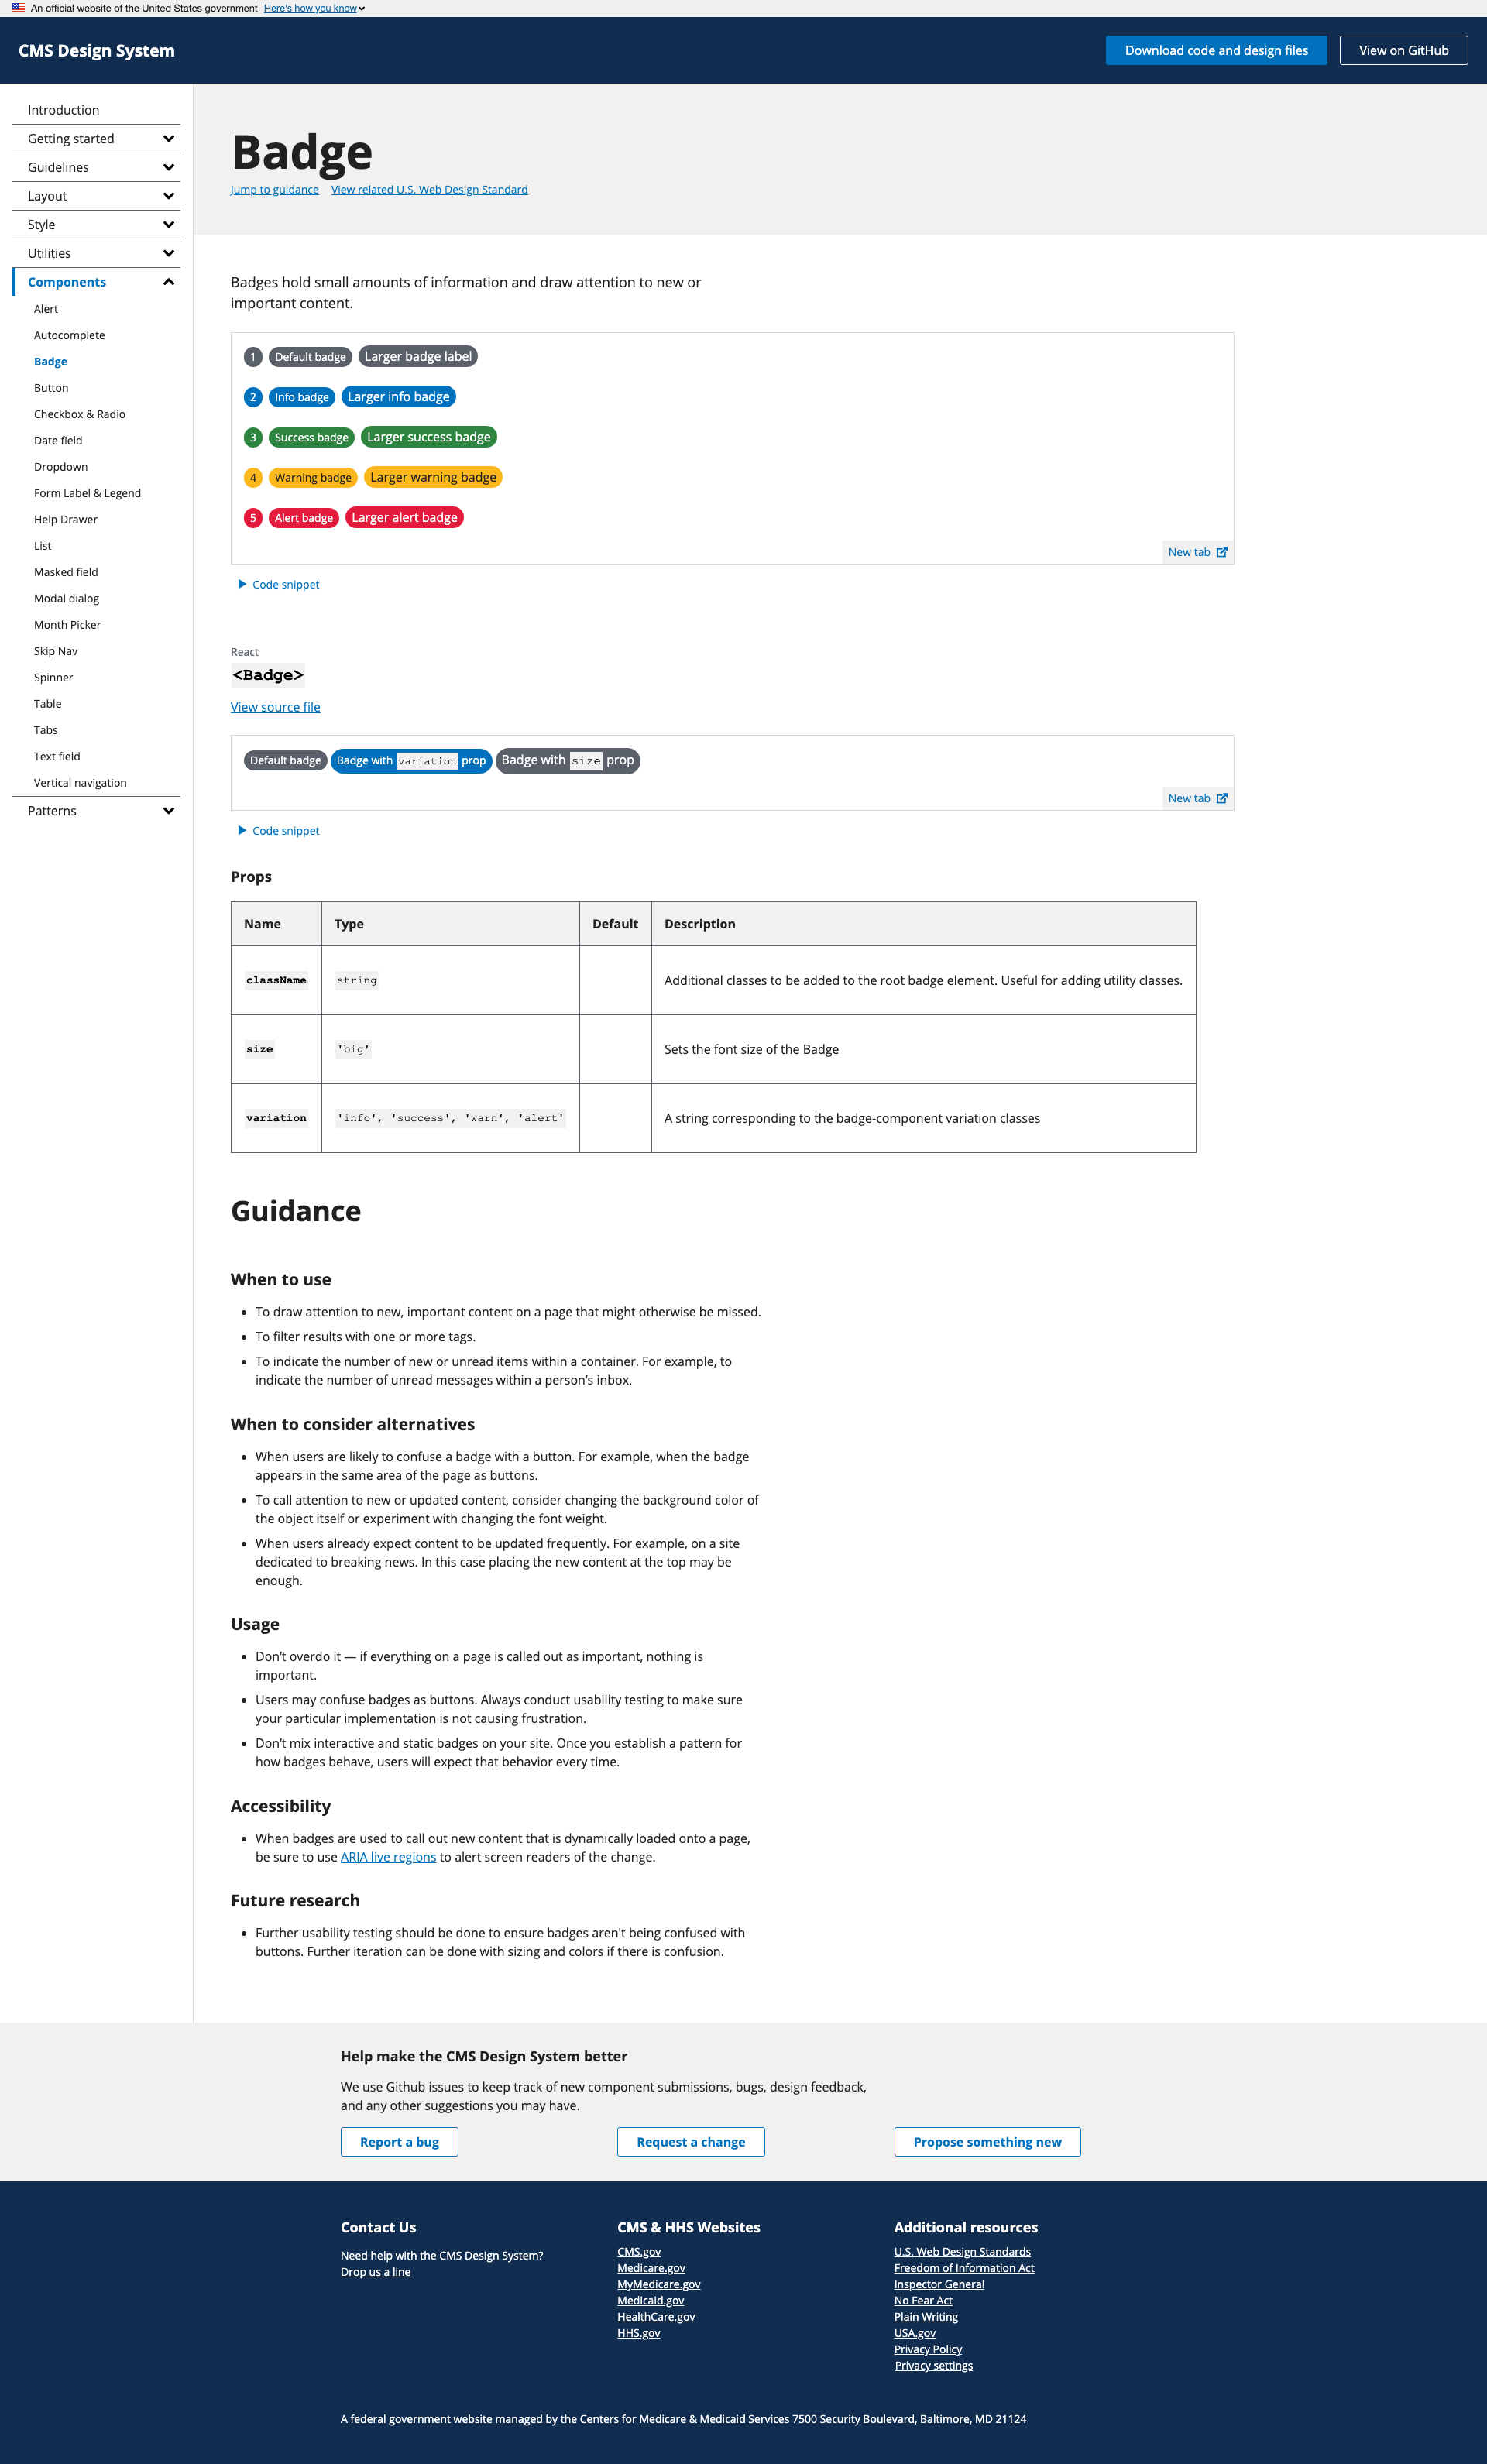 An official website of the United States government Here's how you know
CMS Design System
Download code and design files
View on GitHub
Introduction
Getting started
Guidelines
Layout
Style
Utilities
Components
Alert
Autocomplete
Badge
Button
Checkbox & Radio
Date field
Dropdown
Form Label & Legend
Help Drawer
List
Masked field
Modal dialog
Month Picker
Skip Nav
Spinner
Table
Tabs
Text field
Vertical navigation
Patterns
Badge
Jump to guidance View related U.S. Web Design Standard
Badges hold small amounts of information and draw attention to new or
important content.
1 Default badge Larger badge label
2 Info badge Larger info badge
3 Success badge Larger success badge
4 Warning badge Larger warning badge
5 Alert badge Larger alert badge
New tab
Code snippet
React
<Badge>
View source file
Default badge Badge with variation prop Badge with size prop
New tab
Code snippet
Props
Name Type Default Description
className string Additional classes to be added to the root badge element. Useful for adding utility classes.
size 'big' Sets the font size of the Badge
variation 'info', 'success', 'warn', 'alert' A string corresponding to the badge-component variation classes
Guidance
When to use
• To draw attention to new, important content on a page that might otherwise be missed.
• To filter results with one or more tags.
• To indicate the number of new or unread items within a container. For example, to
indicate the number of unread messages within a person's inbox.
When to consider alternatives
• When users are likely to confuse a badge with a button. For example, when the badge
appears in the same area of the page as buttons.
• To call attention to new or updated content, consider changing the background color of
the object itself or experiment with changing the font weight.
• When users already expect content to be updated frequently. For example, on a site
dedicated to breaking news. In this case placing the new content at the top may be
enough.
Usage
• Don't overdo it — if everything on a page is called out as important, nothing is
important.
• Users may confuse badges as buttons. Always conduct usability testing to make sure
your particular implementation is not causing frustration.
• Don't mix interactive and static badges on your site. Once you establish a pattern for
how badges behave, users will expect that behavior every time.
Accessibility
• When badges are used to call out new content that is dynamically loaded onto a page,
be sure to use ARIA live regions to alert screen readers of the change.
Future research
• Further usability testing should be done to ensure badges aren't being confused with
buttons. Further iteration can be done with sizing and colors if there is confusion.
Help make the CMS Design System better
We use Github issues to keep track of new component submissions, bugs, design feedback,
and any other suggestions you may have.
Report a bug
Request a change
Propose something new
Contact Us
Need help with the CMS Design System?
Drop us a line
CMS & HHS Websites
CMS.gov
Medicare.gov
MyMedicare.gov
Medicaid.gov
HealthCare.gov
HHS.gov
Additional resources
U.S. Web Design Standards
Freedom of Information Act
Inspector General
No Fear Act
Plain Writing
USA.gov
Privacy Policy
Privacy settings
A federal government website managed by the Centers for Medicare & Medicaid Services 7500 Security Boulevard, Baltimore, MD 21124